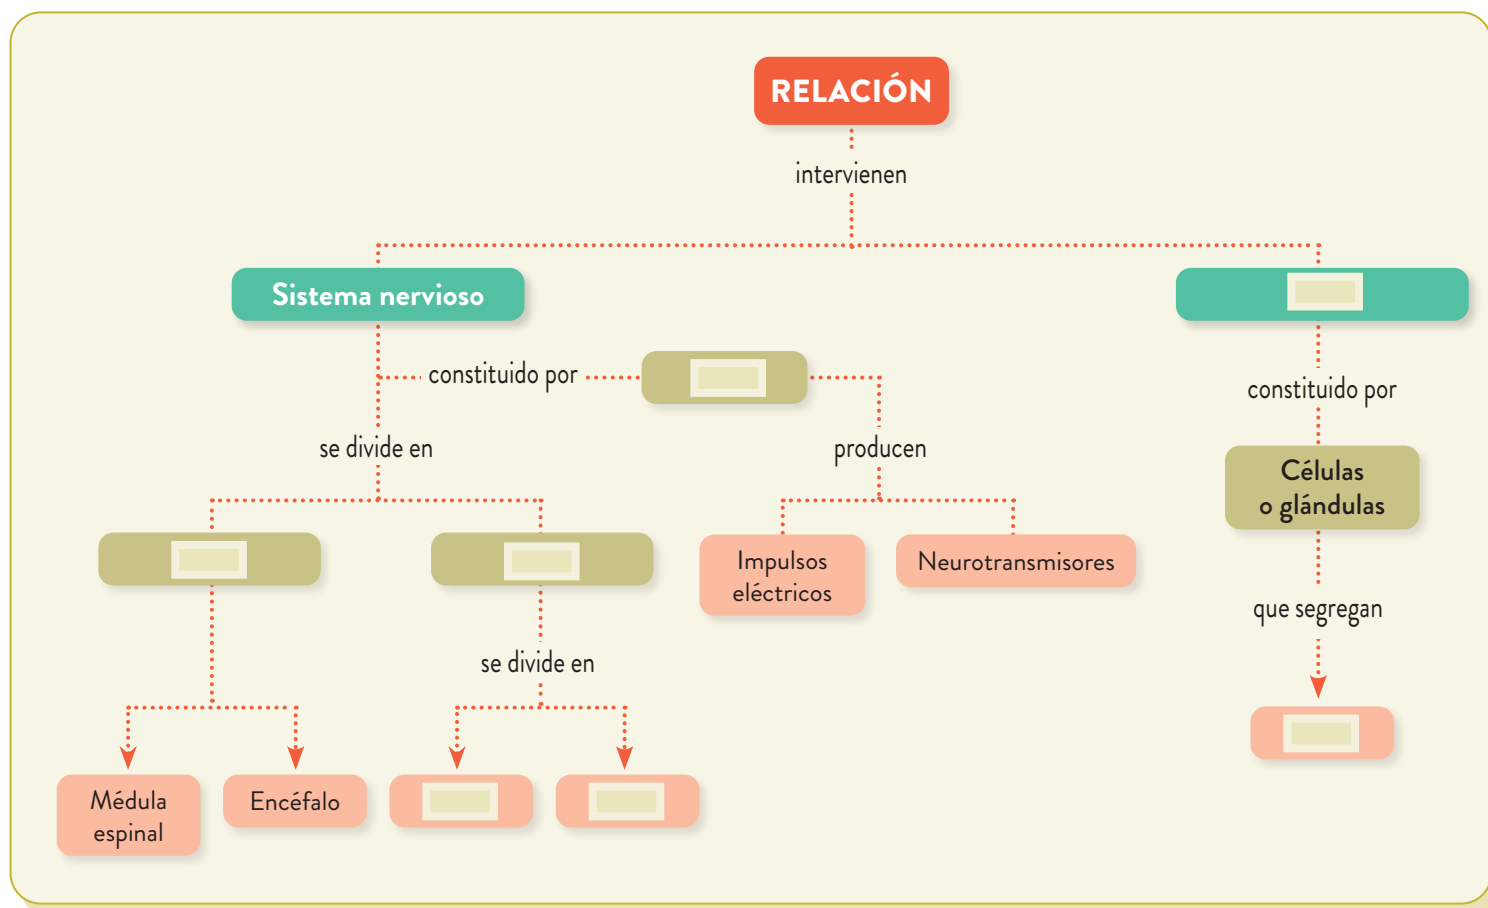 RELACIÓN
intervienen
Sistema nervioso
constituido por
constituido por
se divide en
producen
Células
o glándulas
Impulsos
eléctricos
Neurotransmisores
que segregan
se divide en
Médula
espinal
Encéfalo